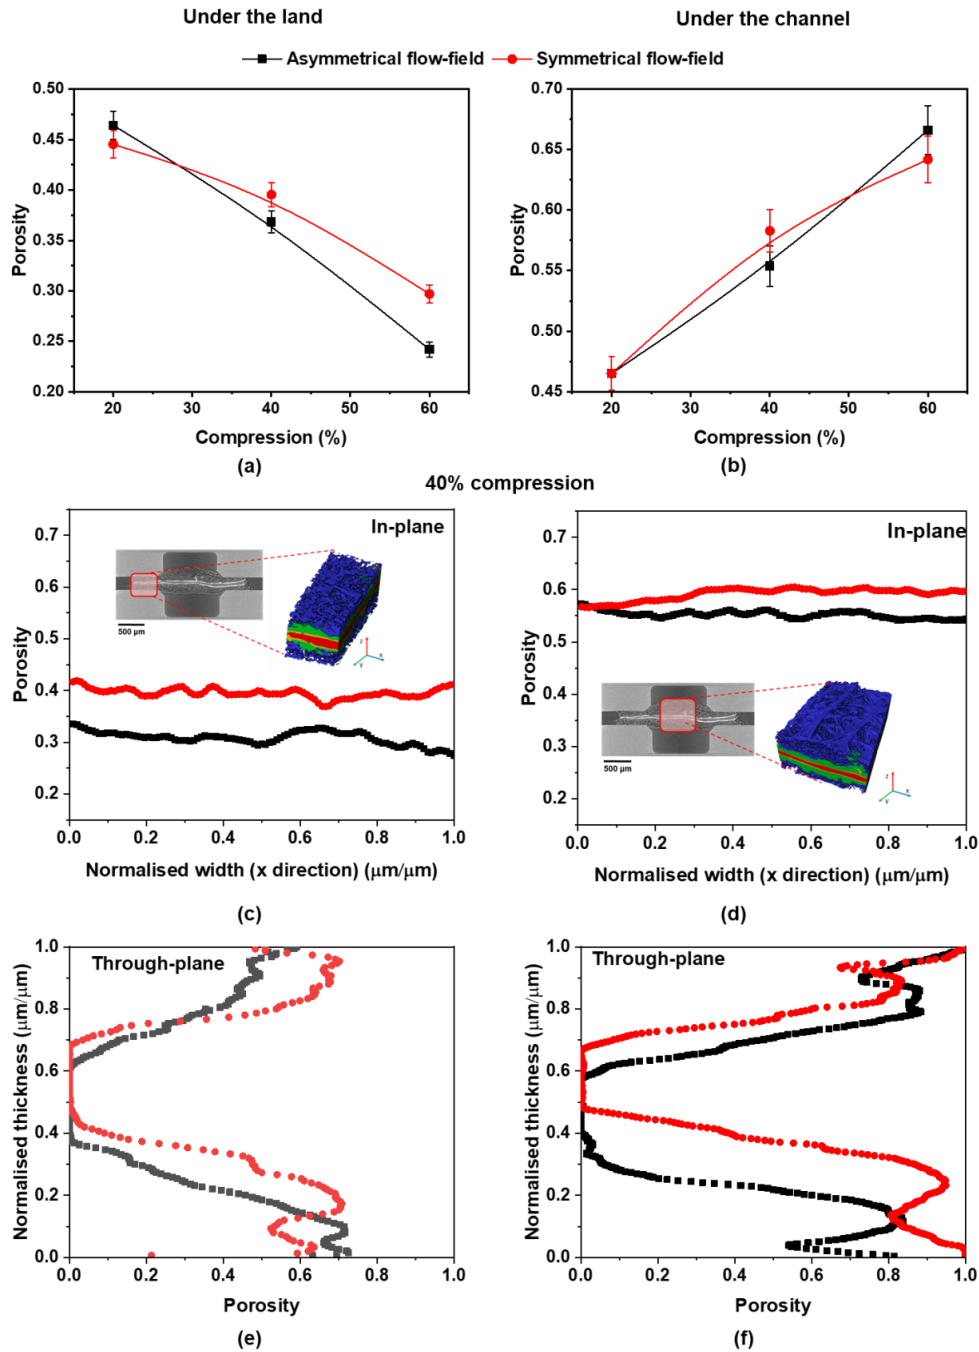 Under the land
Under the channel
Asymmetrical flow-field
Symmetrical flow-field
0.50
0.45
0.40
0.35
0.30
0.25
0.20
Porosity
20
30
40
50
60
Compression (%)
(a)
0.70
0.65
0.60
0.55
0.50
0.45
Porosity
20
30
40
50
60
Compression (%)
(b)
40% compression
In-plane
0.7
0.6
0.5
0.4
0.3
0.2
Porosity
500 µm
z
x
y
0.0
0.2
0.4
0.6
0.8
1.0
Normalised width (x direction) (µm/µm)
(c)
In-plane
0.7
0.6
0.5
0.4
0.3
0.2
Porosity
500 µm
z
x
y
0.0
0.2
0.4
0.6
0.8
1.0
Normalised width (x direction) (µm/µm)
(d)
Through-plane
1.0
0.8
0.6
0.4
0.2
0.0
Normalised thickness (µm/µm)
0.0
0.2
0.4
0.6
0.8
1.0
Porosity
(e)
Through-plane
1.0
0.8
0.6
0.4
0.2
0.0
Normalised thickness (µm/µm)
0.0
0.2
0.4
0.6
0.8
1.0
Porosity
(f)